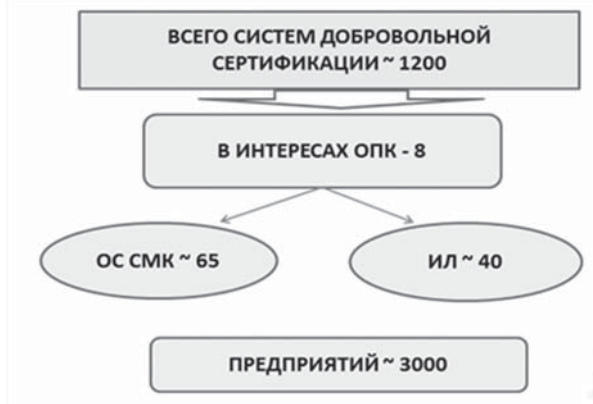 ВСЕГО СИСТЕМ ДОБРОВОЛЬНОЙ
СЕРТИФИКАЦИИ ~ 1200
В ИНТЕРЕСАХ ОПК - 8
ОС СМК ~ 65
ИЛ ~ 40
ПРЕДПРИЯТИЙ ~ 3000